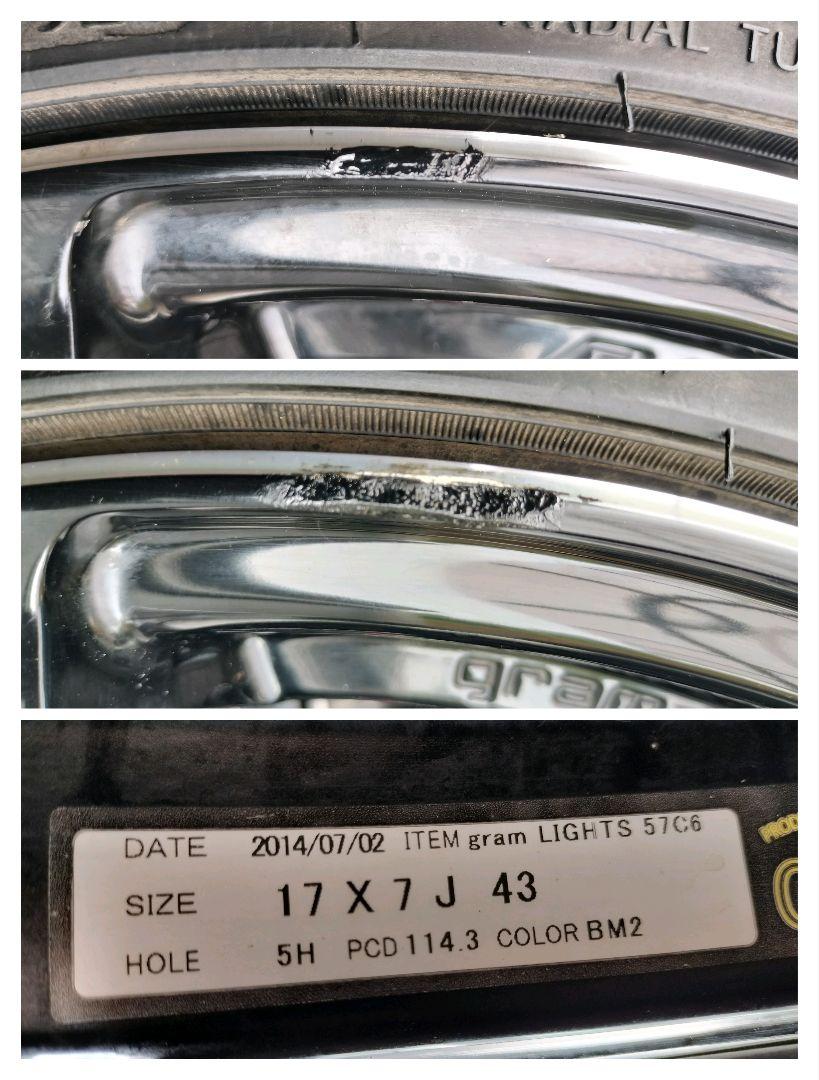 RADIAL TU
gram
DATE 2014/07/02 ITEM gram LIGHTS 57C6
SIZE 17 X 7 J 43
HOLE 5H PCD 114.3 COLOR BM2
PROD